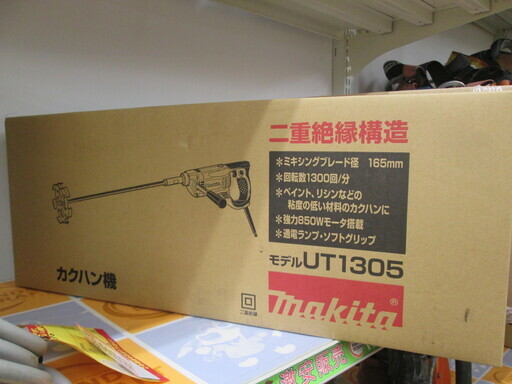 二重絶縁構造
★ミキシングブレード径 165mm
★回転数1300回/分
★ペイント、リシンなどの
粘度の低い材料のカクハンに
★強力850Wモータ搭載
★通電ランプ・ソフトグリップ
モデルUT1305
カクハン機
二重絶縁
makita®